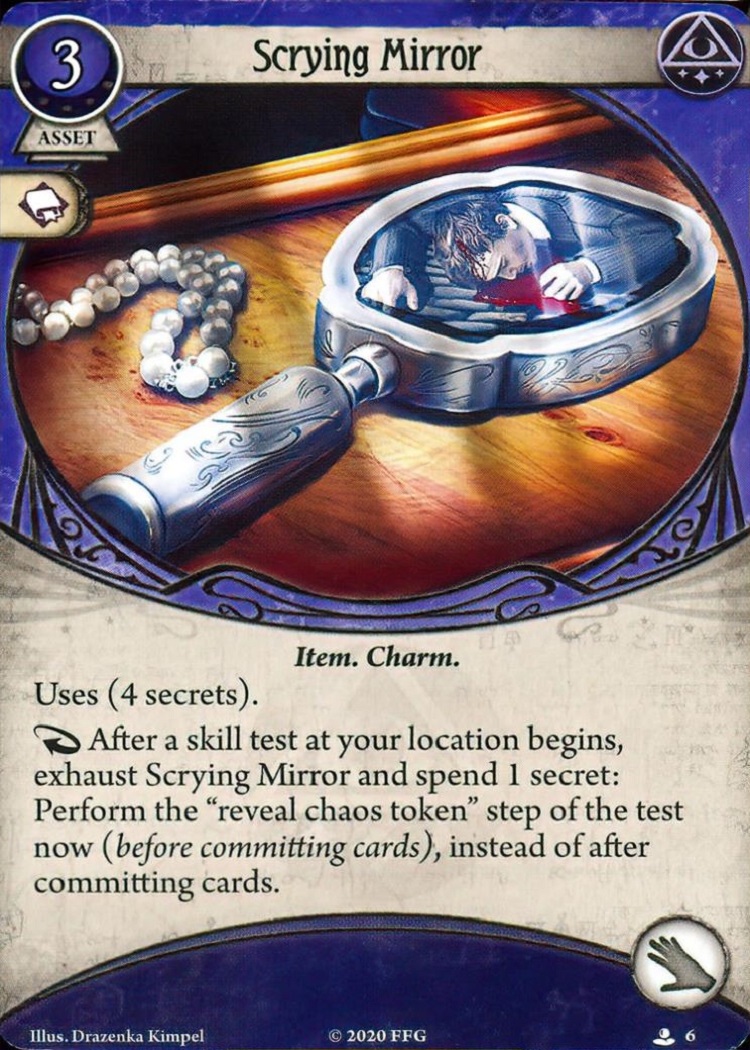 3
Scrying Mirror
ASSET
Item. Charm.
Uses (4 secrets).
After a skill test at your location begins,
exhaust Scrying Mirror and spend 1 secret:
Perform the “reveal chaos token” step of the test
now (before committing cards), instead of after
committing cards.
Illus. Drazenka Kimpel
© 2020 FFG
6